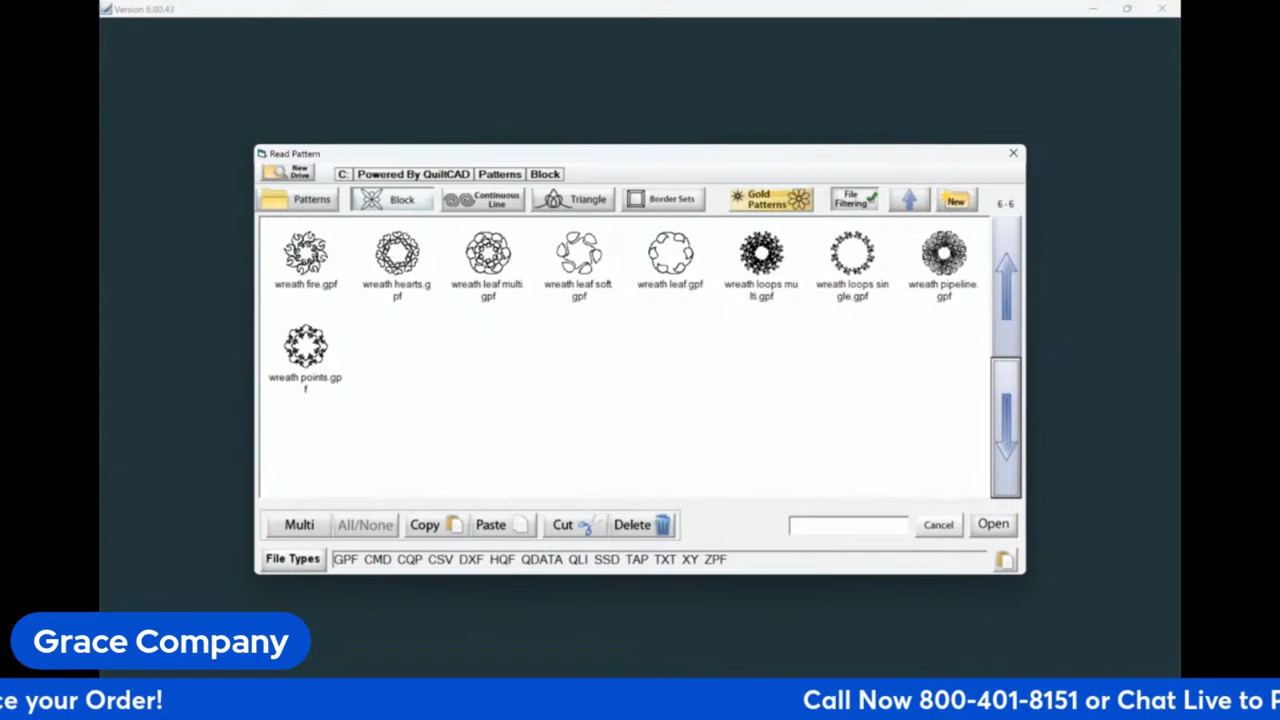 Version 6.00.43
Read Pattern
New
Drive
C: Powered By QuiltCAD Patterns Block
Patterns
Block
Continuous
Line
Triangle
Border Sets
Gold
Patterns
File
Filtering
New
6 - 6
wreath fire.gpf
wreath hearts.g
pf
wreath leaf multi.
gpf
wreath leaf soft.
gpf
wreath leaf.gpf
wreath loops mu
lti.gpf
wreath loops sin
gle.gpf
wreath pipeline.
gpf
wreath points.gp
f
Multi
All/None
Copy
Paste
Cut
Delete
Cancel
Open
File Types
GPF CMD CQP CSV DXF HQF QDATA QLI SSD TAP TXT XY ZPF
Grace Company
ce your Order!
Call Now 800-401-8151 or Chat Live to P